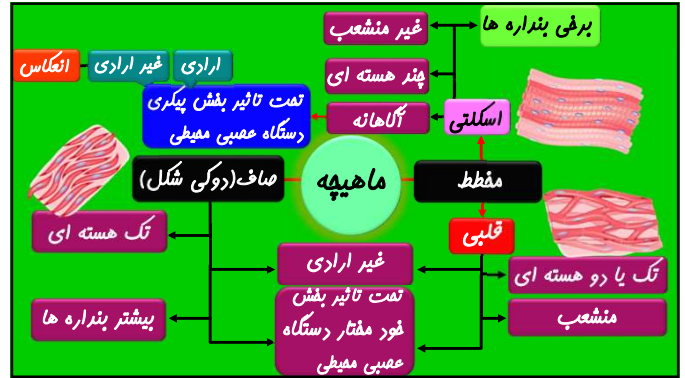 برخی بنداره ها
غیر منشعب
چند هسته ای
ارادی
غیر ارادی
انعکاس
اسکلتی
آگاهانه
تحت تاثیر بخش پیکری
دستگاه عصبی محیطی
ماهیچه
مخطط
صاف(دوکی شکل)
قلبی
تک هسته ای
غیر ارادی
تک یا دو هسته ای
بیشتر بنداره ها
تحت تاثیر بخش
خود مختار دستگاه
عصبی محیطی
منشعب